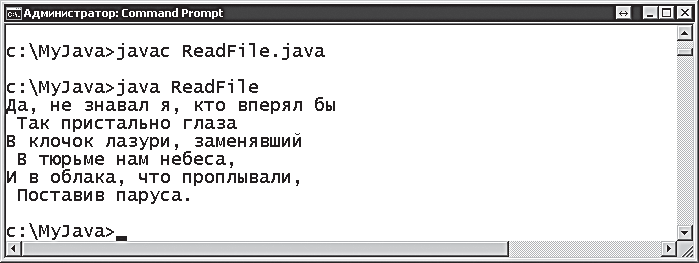 Администратор: Command Prompt
c:\MyJava>javac ReadFile.java
c:\MyJava>java ReadFile
Да, не знавал я, кто вперял бы
 Так пристально глаза
В клочок лазури, заменявший
 В тюрьме нам небеса,
И в облака, что проплывали,
 Поставив паруса.
c:\MyJava>